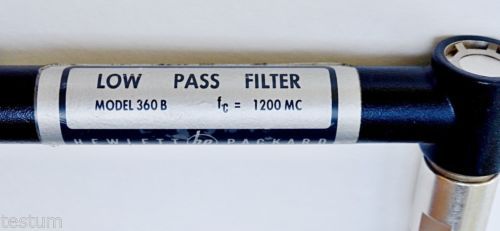 LOW PASS FILTER
MODEL 360 B fc = 1200 MC
HEWLETT hp PACKARD
testum